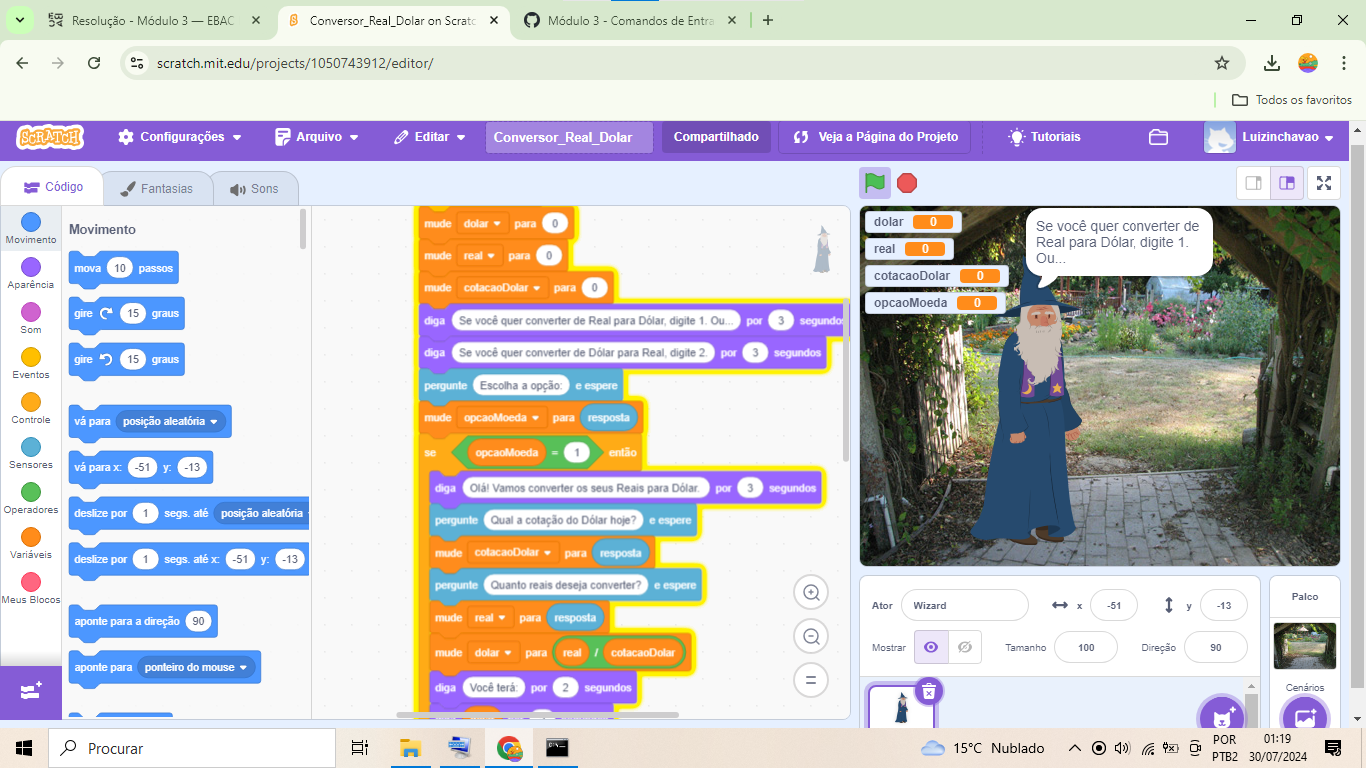 Resolução - Módulo 3 — EBAC
Conversor_Real_Dolar on Scratc
Módulo 3 - Comandos de Entra
scratch.mit.edu/projects/1050743912/editor/
Todos os favoritos
SCRATCH
Configurações
Arquivo
Editar
Conversor_Real_Dolar
Compartilhado
Veja a Página do Projeto
Tutoriais
Luizinchavao
Código
Fantasias
Sons
Movimento
Aparência
Som
Eventos
Controle
Sensores
Operadores
Variáveis
Meus Blocos
Movimento
mova 10 passos
gire 15 graus
gire 15 graus
vá para posição aleatória
vá para x: -51 y: -13
deslize por 1 segs. até posição aleatória
deslize por 1 segs. até x: -51 y: -13
aponte para a direção 90
aponte para ponteiro do mouse
mude dolar para 0
mude real para 0
mude cotacaoDolar para 0
diga Se você quer converter de Real para Dólar, digite 1. Ou... por 3 segundos
diga Se você quer converter de Dólar para Real, digite 2. por 3 segundos
pergunte Escolha a opção: e espere
mude opcaoMoeda para resposta
se opcaoMoeda = 1 então
diga Olá! Vamos converter os seus Reais para Dólar. por 3 segundos
pergunte Qual a cotação do Dólar hoje? e espere
mude cotacaoDolar para resposta
pergunte Quanto reais deseja converter? e espere
mude real para resposta
mude dolar para real / cotacaoDolar
diga Você terá: por 2 segundos
dolar 0
real 0
cotacaoDolar 0
opcaoMoeda 0
Se você quer converter de
Real para Dólar, digite 1.
Ou...
Ator Wizard x -51 y -13
Mostrar Tamanho 100 Direção 90
Palco
Cenários
Procurar
15°C Nublado
POR
PTB2
01:19
30/07/2024